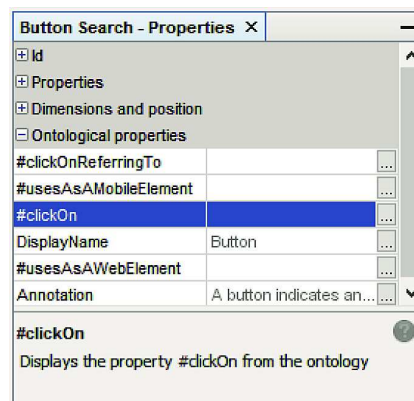 Button Search - Properties ×
Id
Properties
Dimensions and position
Ontological properties
#clickOnReferringTo ...
#usesAsAMobileElement ...
#clickOn ...
DisplayName Button ...
#usesAsAWebElement ...
Annotation A button indicates an... ...
#clickOn ?
Displays the property #clickOn from the ontology